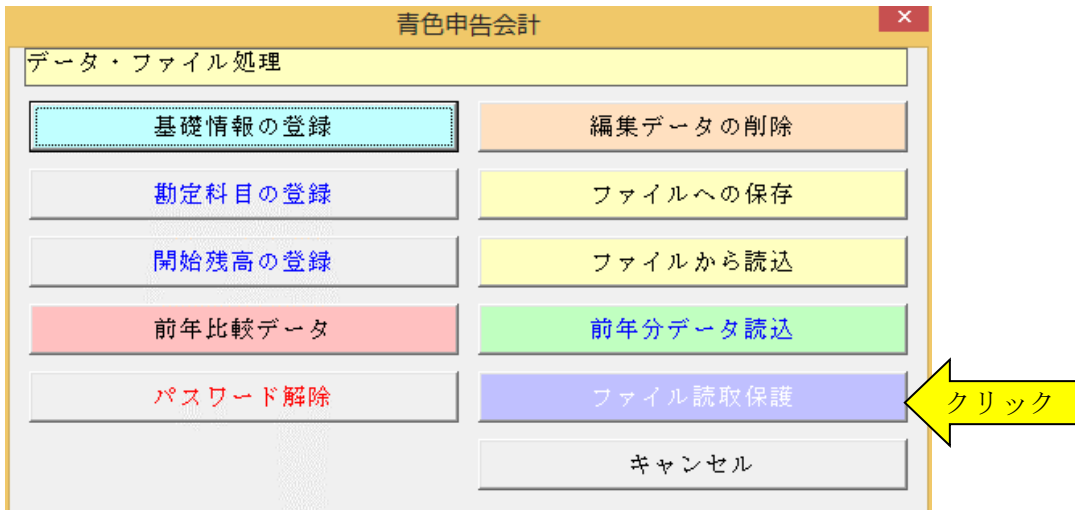 青色申告会計
データ・ファイル処理
基礎情報の登録
編集データの削除
勘定科目の登録
ファイルへの保存
開始残高の登録
ファイルから読込
前年比較データ
前年分データ読込
パスワード解除
ファイル読取保護
クリック
キャンセル